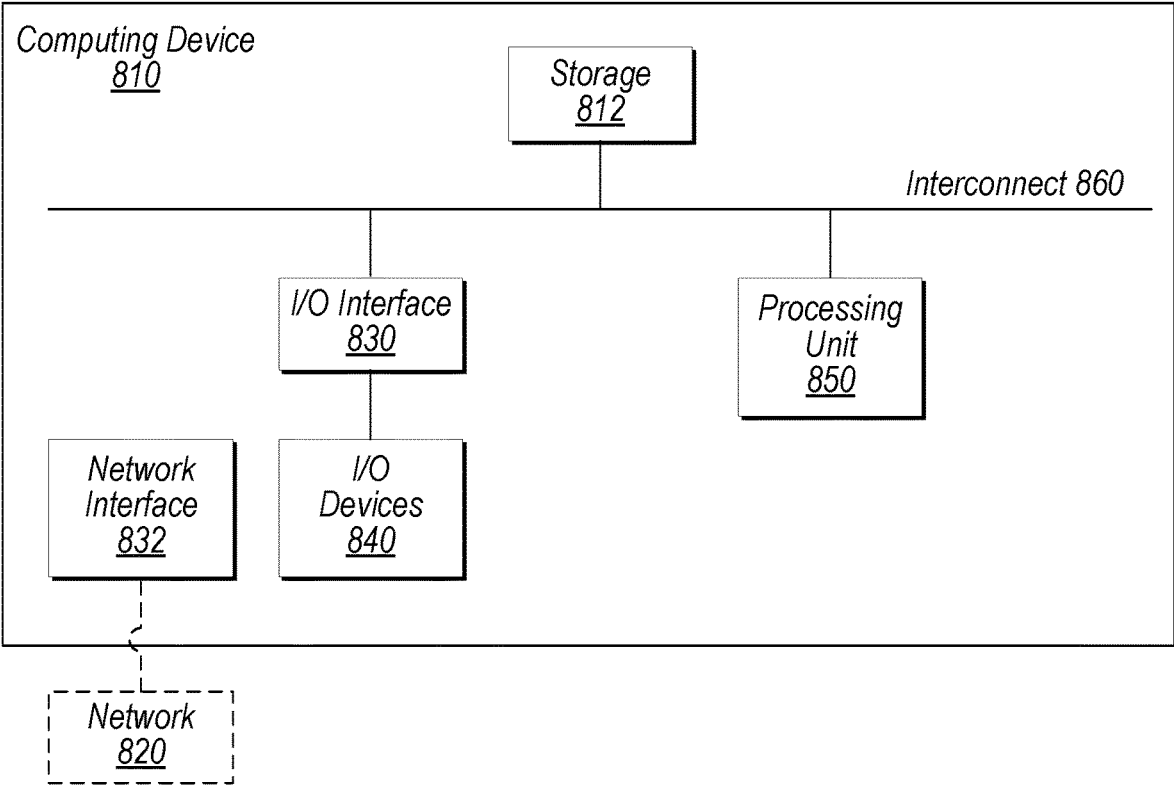 Computing Device
810
Storage
812
Interconnect 860
I/O Interface
830
Processing
Unit
850
Network
Interface
832
I/O
Devices
840
Network
820